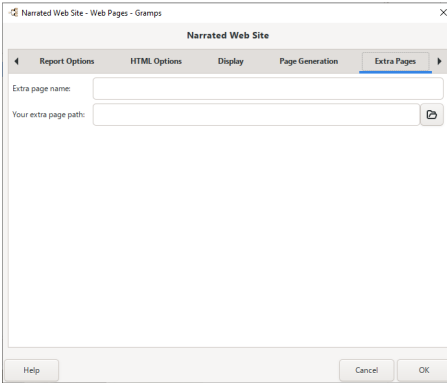 Narrated Web Site - Web Pages - Gramps
Narrated Web Site
Report Options HTML Options Display Page Generation Extra Pages
Extra page name:
Your extra page path:
Help Cancel OK